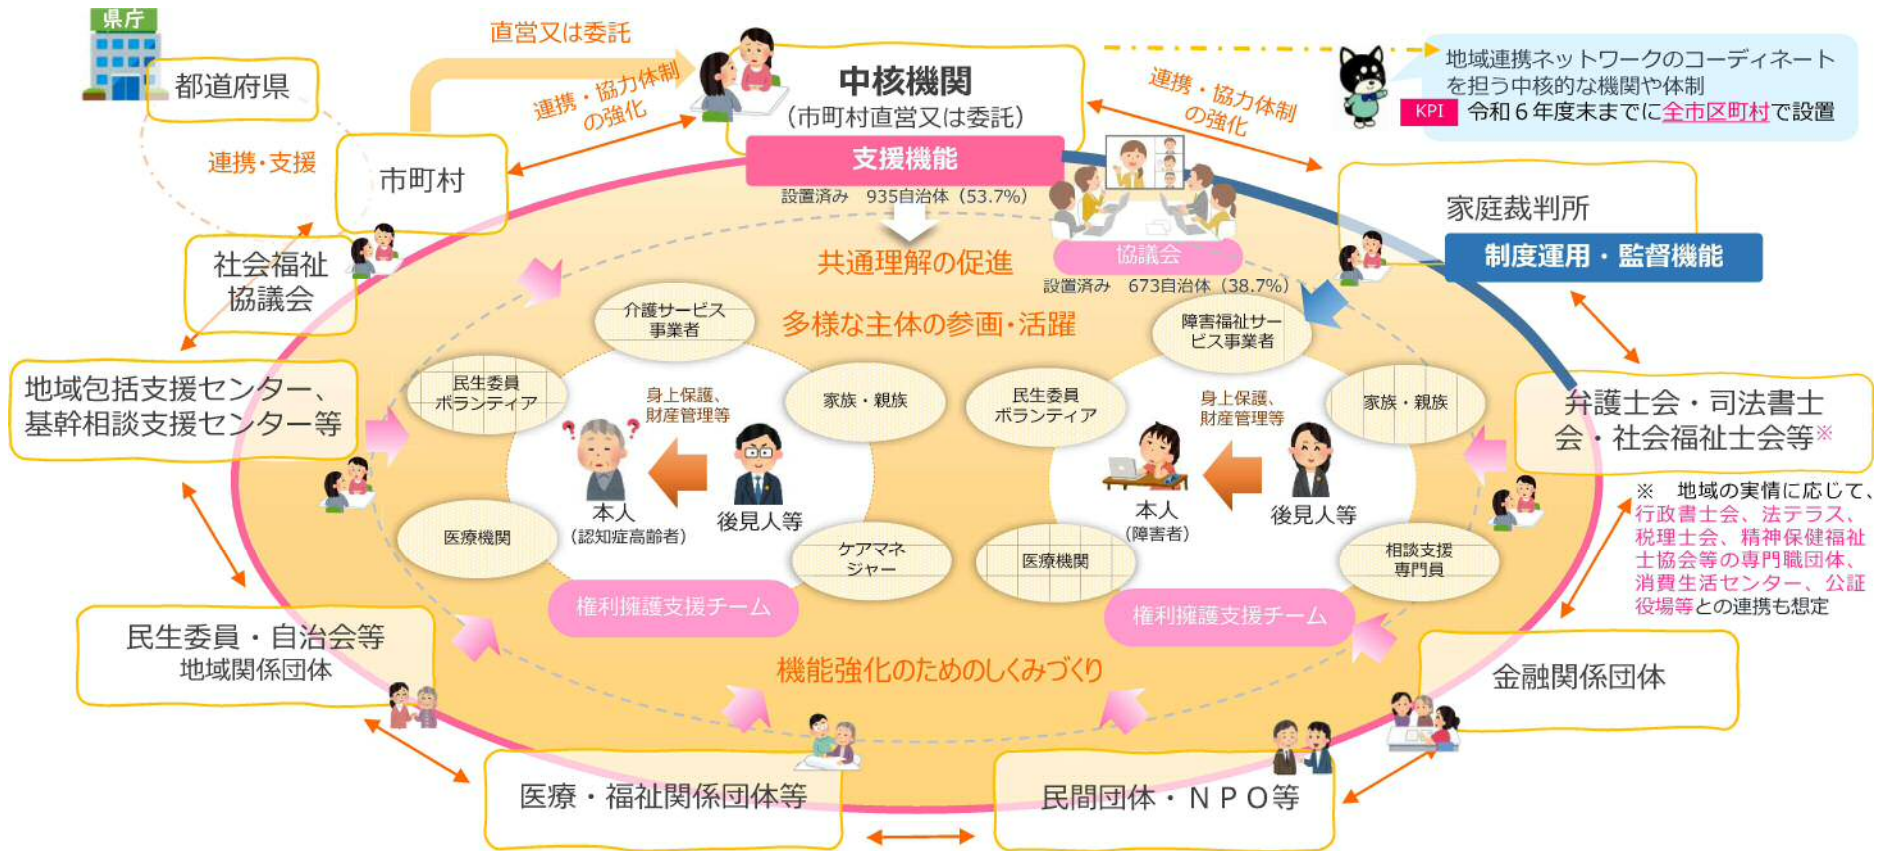 県庁
都道府県
連携・支援
市町村
社会福祉
協議会
直営又は委託
連携・協力体制
の強化
中核機関
(市町村直営又は委託)
支援機能
設置済み 935自治体(53.7%)
連携・協力体制
の強化
地域連携ネットワークのコーディネート
を担う中核的な機関や体制
KPI 令和６年度末までに全市区町村で設置
家庭裁判所
制度運用・監督機能
協議会
設置済み 673自治体(38.7%)
共通理解の促進
多様な主体の参画・活躍
地域包括支援センター、
基幹相談支援センター等
介護サービス
事業者
民生委員
ボランティア
身上保護、
財産管理等
家族・親族
?
?
本人
(認知症高齢者)
後見人等
医療機関
ケアマネ
ジャー
権利擁護支援チーム
障害福祉サー
ビス事業者
民生委員
ボランティア
身上保護、
財産管理等
家族・親族
本人
(障害者)
後見人等
医療機関
相談支援
専門員
権利擁護支援チーム
弁護士会・司法書士
会・社会福祉士会等※
※ 地域の実情に応じて、
行政書士会、法テラス、
税理士会、精神保健福祉
士協会等の専門職団体、
消費生活センター、公証
役場等との連携も想定
機能強化のためのしくみづくり
民生委員・自治会等
地域関係団体
医療・福祉関係団体等
民間団体・ＮＰＯ等
金融関係団体